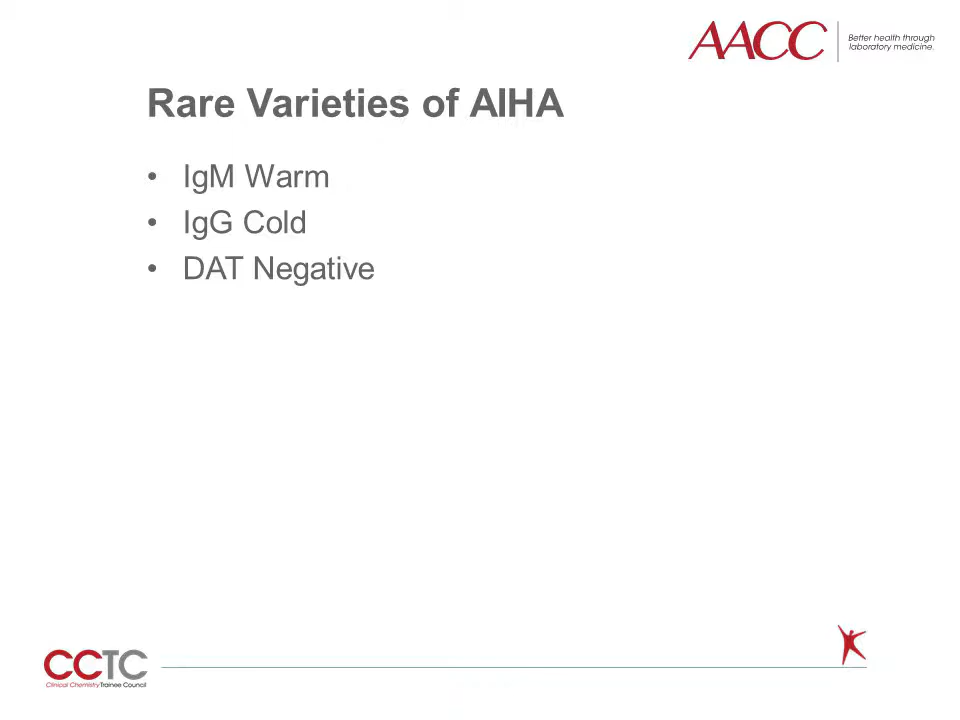 AACC
Better health through
laboratory medicine.
Rare Varieties of AIHA
• IgM Warm
• IgG Cold
• DAT Negative
CCTC
Clinical Chemistry Trainee Council